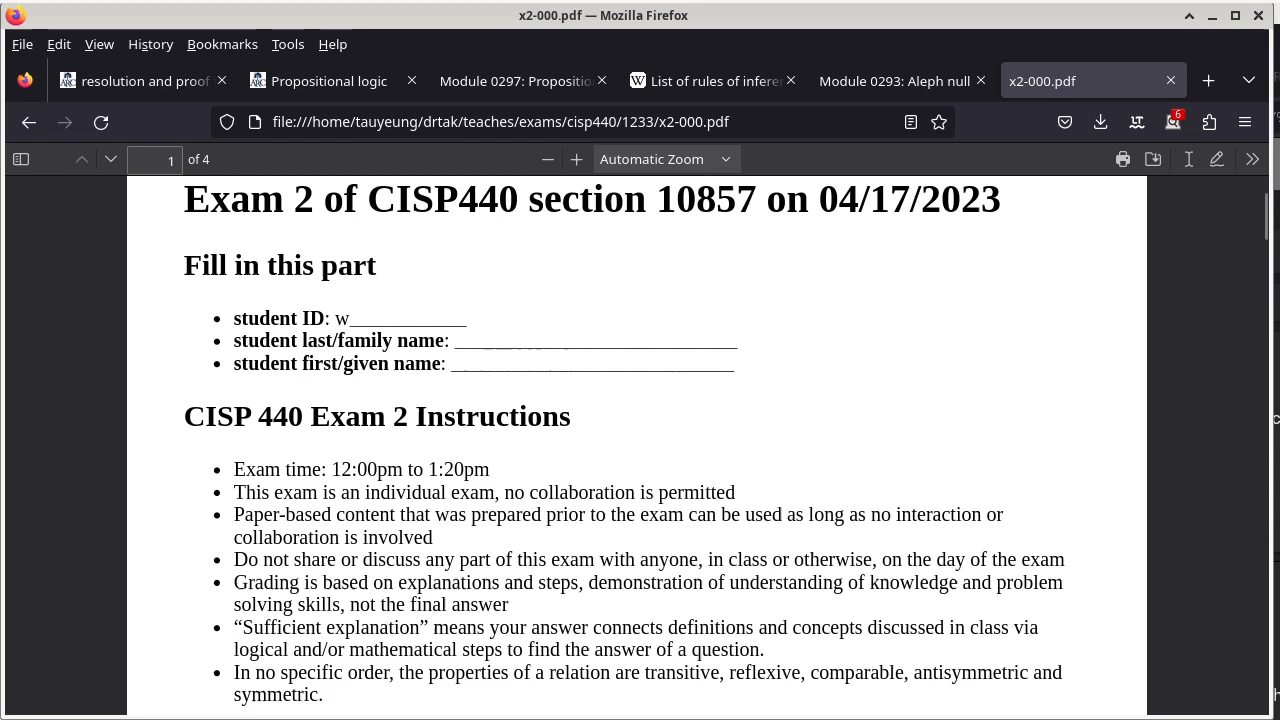 x2-000.pdf — Mozilla Firefox
File Edit View History Bookmarks Tools Help
resolution and proof Propositional logic Module 0297: Propositio List of rules of inferen Module 0293: Aleph null x2-000.pdf
file:///home/tauyeung/drtak/teaches/exams/cisp440/1233/x2-000.pdf 6
1 of 4 Automatic Zoom
Exam 2 of CISP440 section 10857 on 04/17/2023
Fill in this part
• student ID: w____________
• student last/family name: ____________________________
• student first/given name: ____________________________
CISP 440 Exam 2 Instructions
• Exam time: 12:00pm to 1:20pm
• This exam is an individual exam, no collaboration is permitted
• Paper-based content that was prepared prior to the exam can be used as long as no interaction or
collaboration is involved
• Do not share or discuss any part of this exam with anyone, in class or otherwise, on the day of the exam
• Grading is based on explanations and steps, demonstration of understanding of knowledge and problem
solving skills, not the final answer
• “Sufficient explanation” means your answer connects definitions and concepts discussed in class via
logical and/or mathematical steps to find the answer of a question.
• In no specific order, the properties of a relation are transitive, reflexive, comparable, antisymmetric and
symmetric.